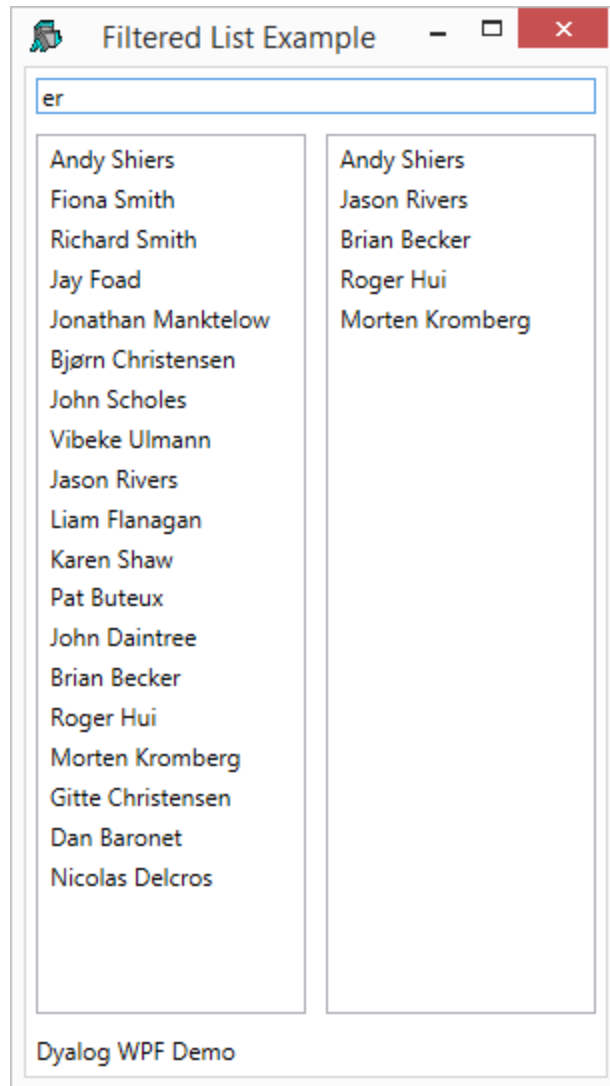 Filtered List Example
er
Andy Shiers
Fiona Smith
Richard Smith
Jay Foad
Jonathan Manktelow
Bjørn Christensen
John Scholes
Vibeke Ulmann
Jason Rivers
Liam Flanagan
Karen Shaw
Pat Buteux
John Daintree
Brian Becker
Roger Hui
Morten Kromberg
Gitte Christensen
Dan Baronet
Nicolas Delcros
Andy Shiers
Jason Rivers
Brian Becker
Roger Hui
Morten Kromberg
Dyalog WPF Demo